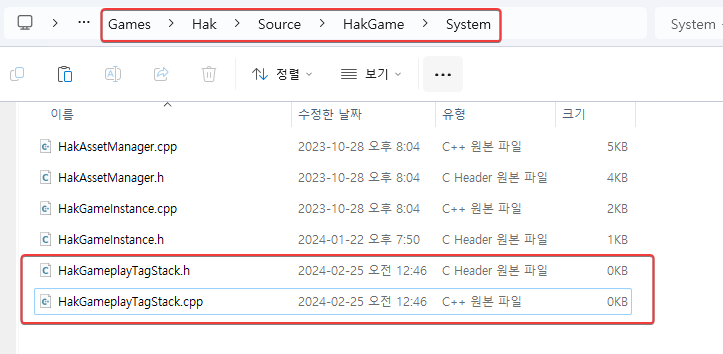 Games > Hak > Source > HakGame > System System -
정렬 보기
이름 수정한 날짜 유형 크기
HakAssetManager.cpp 2023-10-28 오후 8:04 C++ 원본 파일 5KB
HakAssetManager.h 2023-10-28 오후 8:04 C Header 원본 파일 4KB
HakGameInstance.cpp 2023-10-28 오후 8:04 C++ 원본 파일 2KB
HakGameInstance.h 2024-01-22 오후 7:50 C Header 원본 파일 1KB
HakGameplayTagStack.h 2024-02-25 오전 12:46 C Header 원본 파일 0KB
HakGameplayTagStack.cpp 2024-02-25 오전 12:46 C++ 원본 파일 0KB